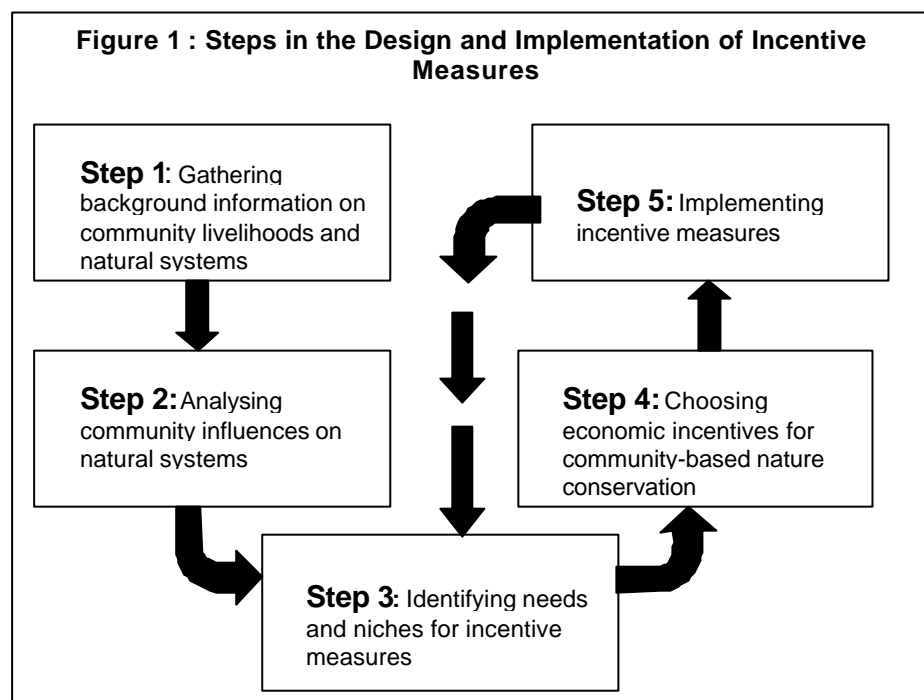 Figure 1 : Steps in the Design and Implementation of Incentive
Measures
Step 1: Gathering
background information on
community livelihoods and
natural systems
Step 2: Analysing
community influences on
natural systems
Step 3: Identifying needs
and niches for incentive
measures
Step 4: Choosing
economic incentives for
community-based nature
conservation
Step 5: Implementing
incentive measures